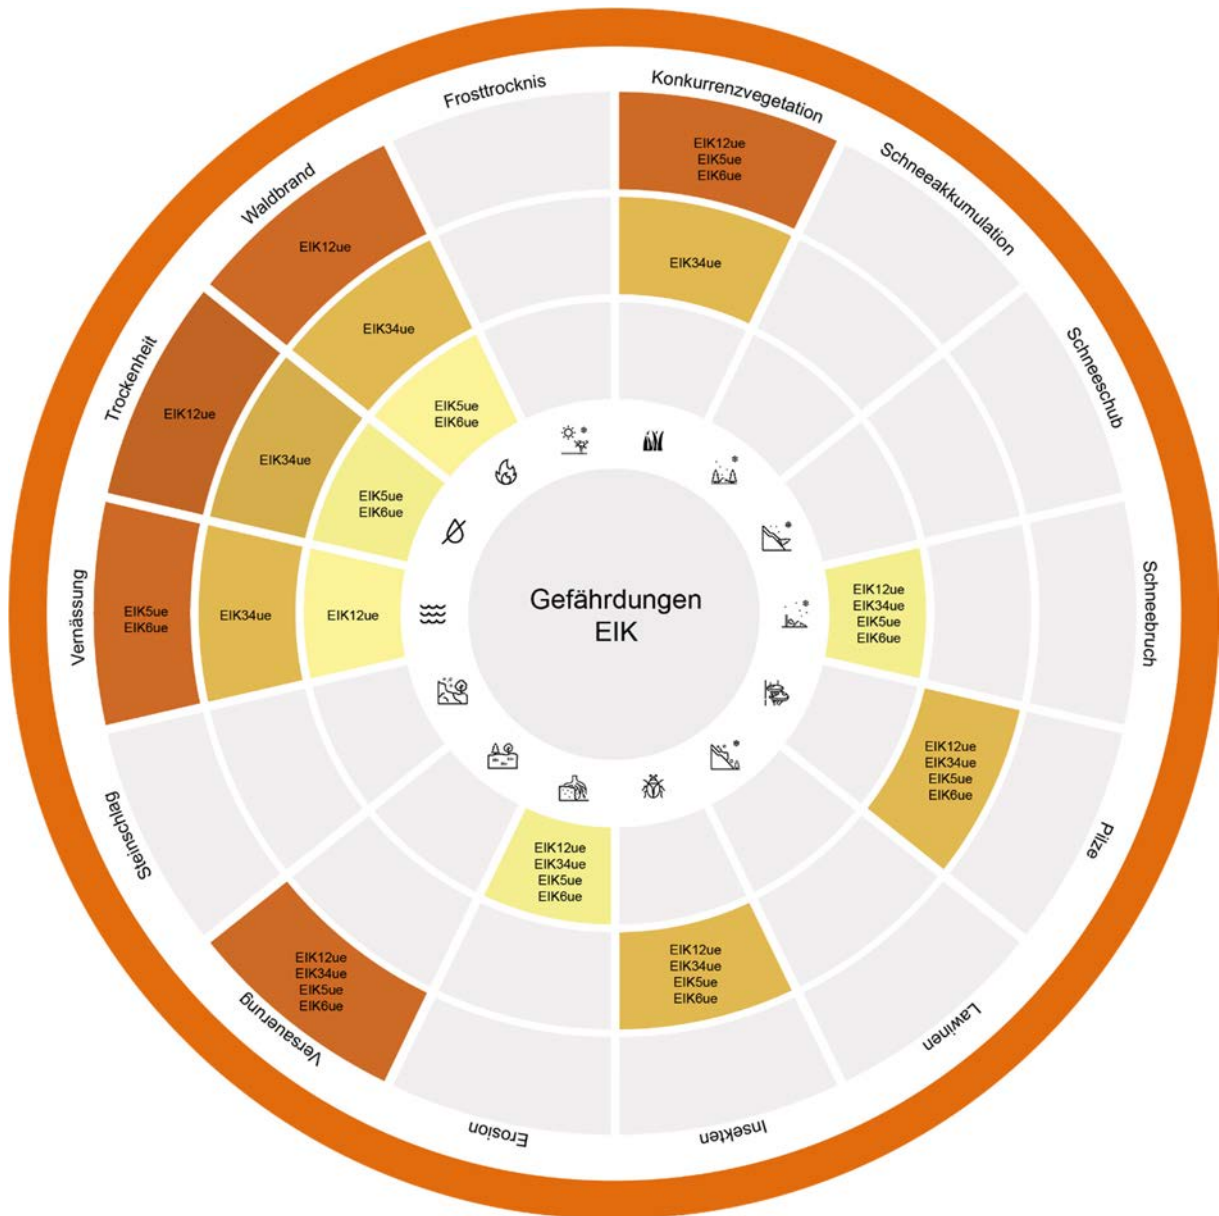 Gefährdungen
EIK
Konkurrenzvegetation
EIK12ue
EIK5ue
EIK6ue
EIK34ue
Schneeakkumulation
Schneeschub
Schneebruch
EIK12ue
EIK34ue
EIK5ue
EIK6ue
Pilze
EIK12ue
EIK34ue
EIK5ue
EIK6ue
Lawinen
Insekten
EIK12ue
EIK34ue
EIK5ue
EIK6ue
Erosion
EIK12ue
EIK34ue
EIK5ue
EIK6ue
Versauerung
EIK12ue
EIK34ue
EIK5ue
EIK6ue
Steinschlag
Vernässung
EIK5ue
EIK6ue
EIK34ue
EIK12ue
Trockenheit
EIK12ue
EIK34ue
EIK5ue
EIK6ue
Waldbrand
EIK12ue
EIK34ue
EIK5ue
EIK6ue
Frosttrocknis